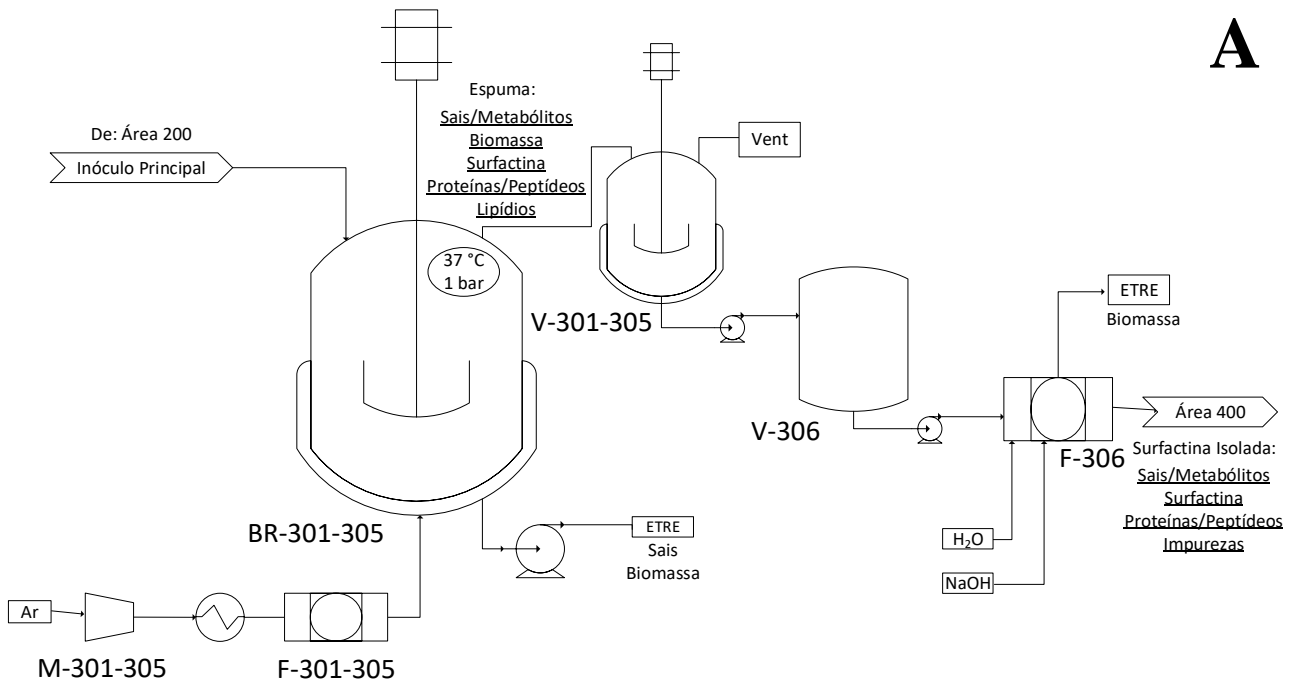 A
De: Área 200
Inóculo Principal
Espuma:
Sais/Metabólitos
Biomassa
Surfactina
Proteínas/Peptídeos
Lipídios
Vent
37 °C
1 bar
V-301-305
V-306
ETRE
Biomassa
Área 400
F-306
Surfactina Isolada:
Sais/Metabólitos
Surfactina
Proteínas/Peptídeos
Impurezas
H₂O
NaOH
BR-301-305
ETRE
Sais
Biomassa
Ar
M-301-305
F-301-305